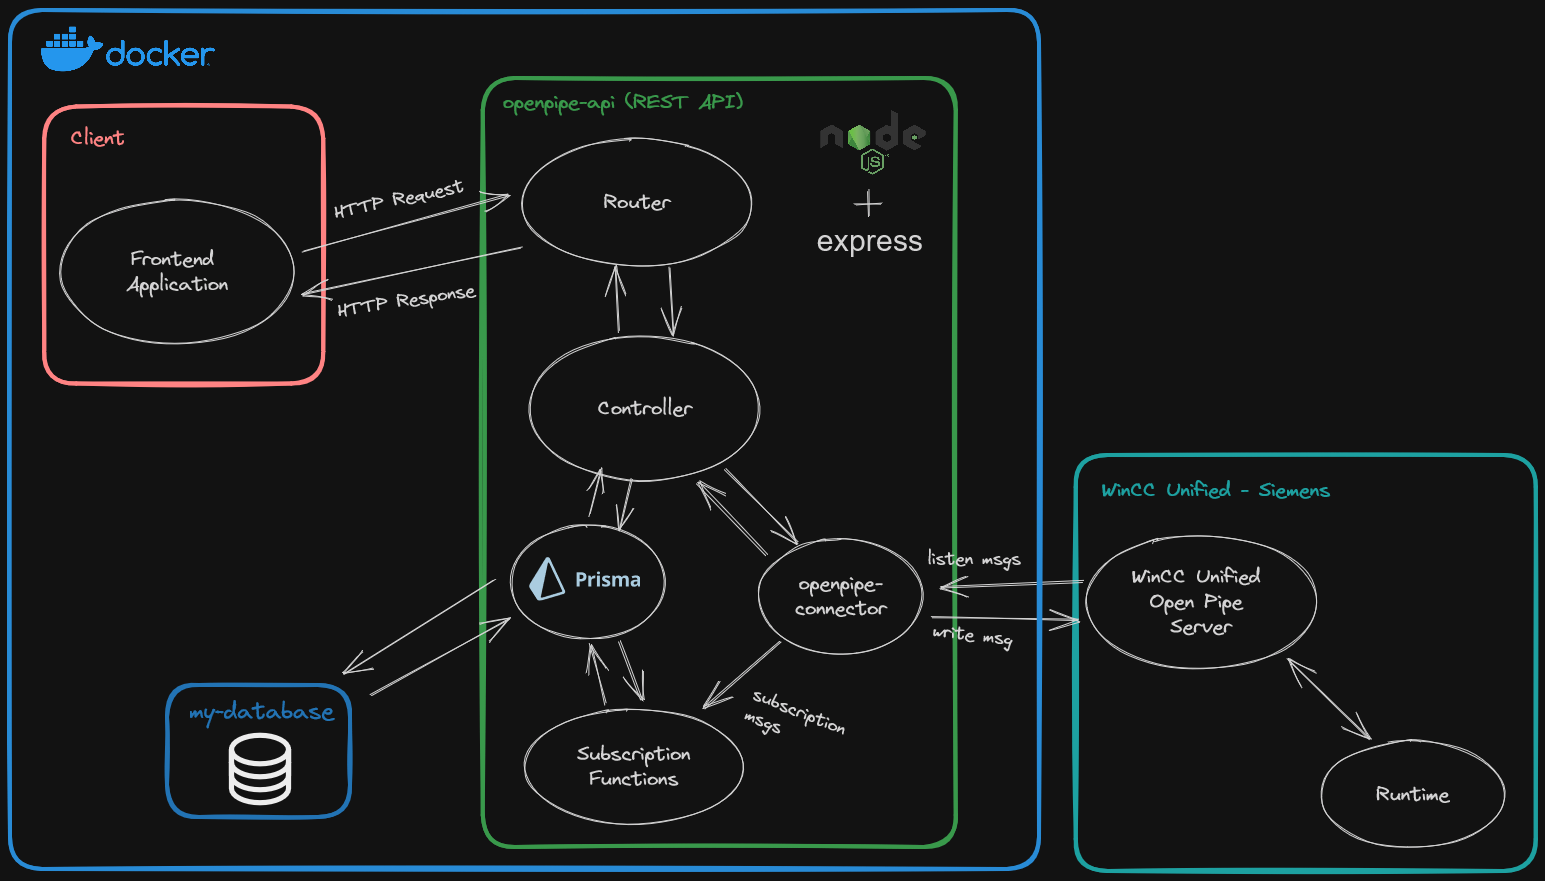 docker
openpipe-api (REST API)
Client
node
JS
+
express
HTTP Request
Router
Frontend
Application
HTTP Response
Controller
WinCC Unified - Siemens
listen msgs
Prisma
openpipe-
connector
WinCC Unified
Open Pipe
Server
write msg
my-database
subscription
msgs
Subscription
Functions
Runtime